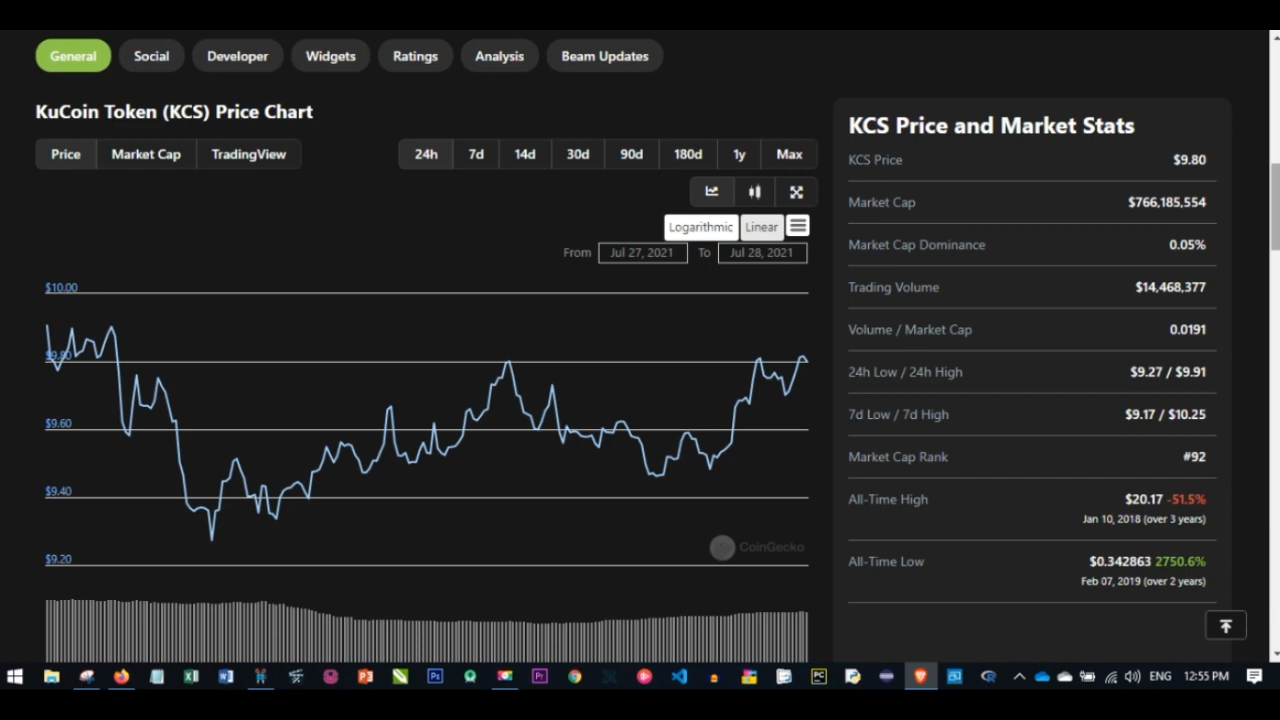 General Social Developer Widgets Ratings Analysis Beam Updates
KuCoin Token (KCS) Price Chart
Price Market Cap TradingView
24h 7d 14d 30d 90d 180d 1y Max
Logarithmic Linear
From Jul 27, 2021 To Jul 28, 2021
$10.00
$9.80
$9.60
$9.40
$9.20
CoinGecko
KCS Price and Market Stats
KCS Price $9.80
Market Cap $766,185,554
Market Cap Dominance 0.05%
Trading Volume $14,468,377
Volume / Market Cap 0.0191
24h Low / 24h High $9.27 / $9.91
7d Low / 7d High $9.17 / $10.25
Market Cap Rank #92
All-Time High $20.17 -51.5%
Jan 10, 2018 (over 3 years)
All-Time Low $0.342863 2750.6%
Feb 07, 2019 (over 2 years)
ENG 12:55 PM